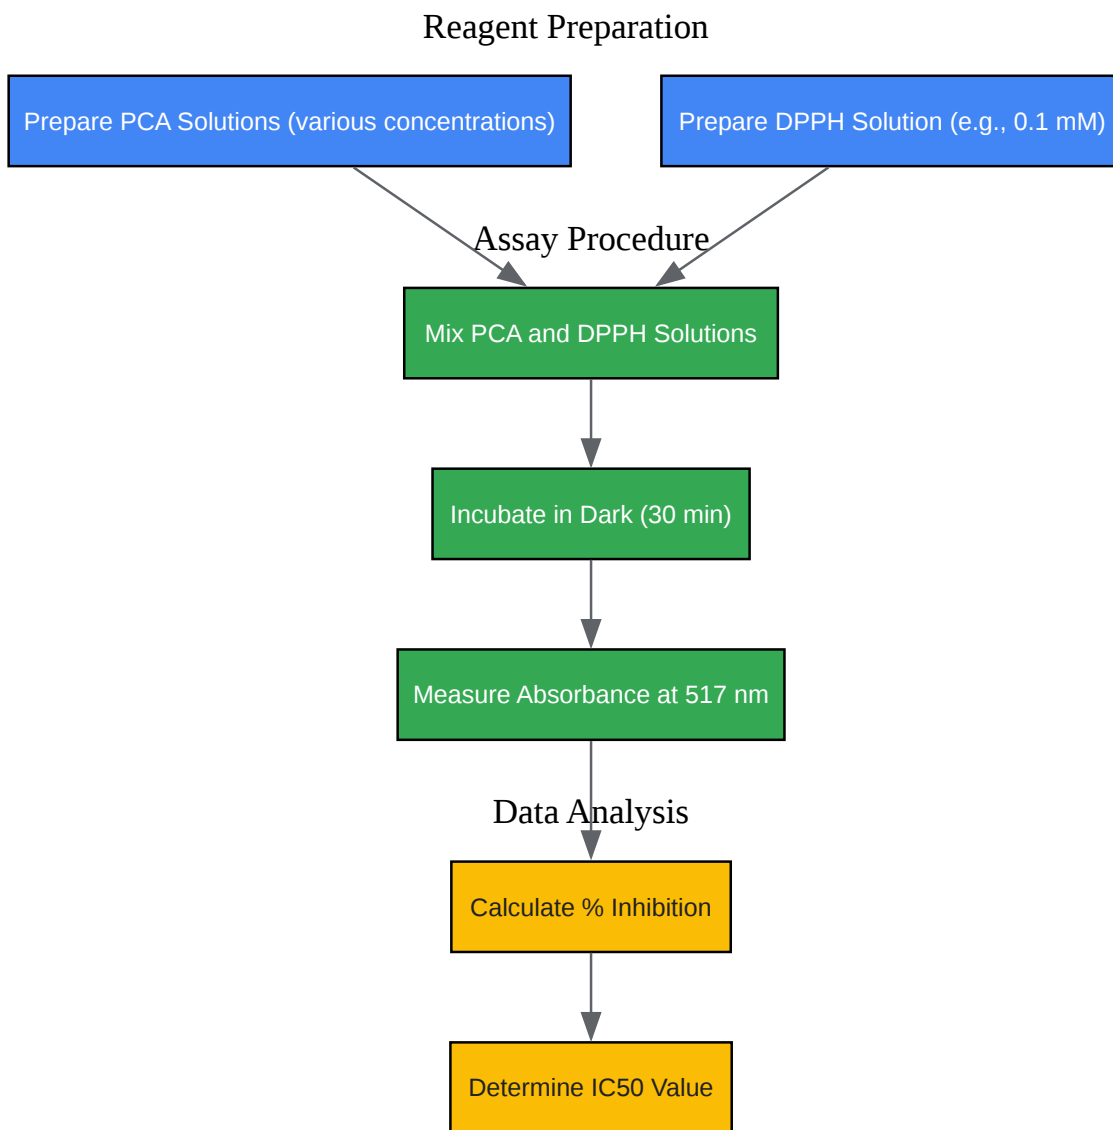 Reagent Preparation
Prepare PCA Solutions (various concentrations)
Prepare DPPH Solution (e.g., 0.1 mM)
Assay Procedure
Mix PCA and DPPH Solutions
Incubate in Dark (30 min)
Measure Absorbance at 517 nm
Data Analysis
Calculate % Inhibition
Determine IC50 Value